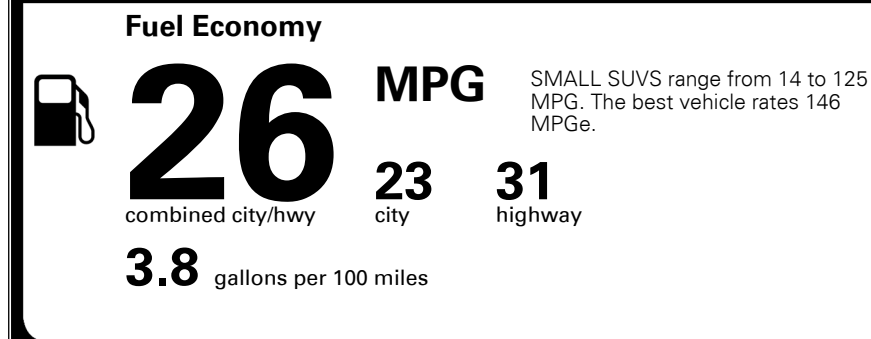 Fuel Economy
26
MPG
SMALL SUVS range from 14 to 125
MPG. The best vehicle rates 146
MPGe.
23
31
combined city/hwy
city
highway
3.8 gallons per 100 miles